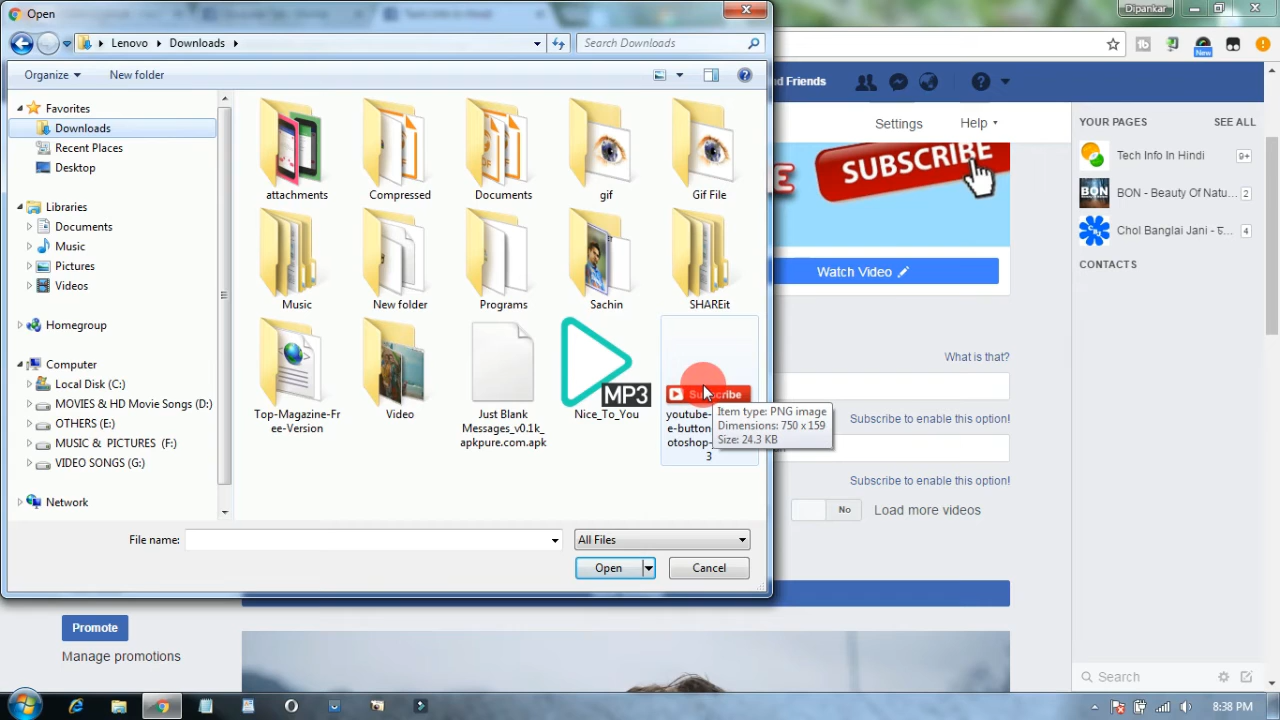 Open
Dipankar
Lenovo Downloads
Search Downloads
New
Organize
New folder
Favorites
Downloads
Recent Places
Desktop
Libraries
Documents
Music
Pictures
Videos
Homegroup
Computer
Local Disk (C:)
MOVIES & HD Movie Songs (D:)
OTHERS (E:)
MUSIC & PICTURES (F:)
VIDEO SONGS (G:)
Network
attachments
Compressed
Documents
gif
Gif File
Music
New folder
Programs
Sachin
SHAREit
Top-Magazine-Fr
ee-Version
Video
Just Blank
Messages_v0.1k_
apkpure.com.apk
MP3
Nice_To_You
Subscribe
youtube-
e-button
otoshop-
3
Item type: PNG image
Dimensions: 750 x 159
Size: 24.3 KB
File name:
All Files
Open
Cancel
d Friends
Settings
Help
SUBSCRIBE
Watch Video
What is that?
Subscribe to enable this option!
Subscribe to enable this option!
No
Load more videos
YOUR PAGES
SEE ALL
Tech Info In Hindi
9+
BON - Beauty Of Natu...
2
Chol Banglai Jani - চ...
4
CONTACTS
Promote
Manage promotions
Search
8:38 PM